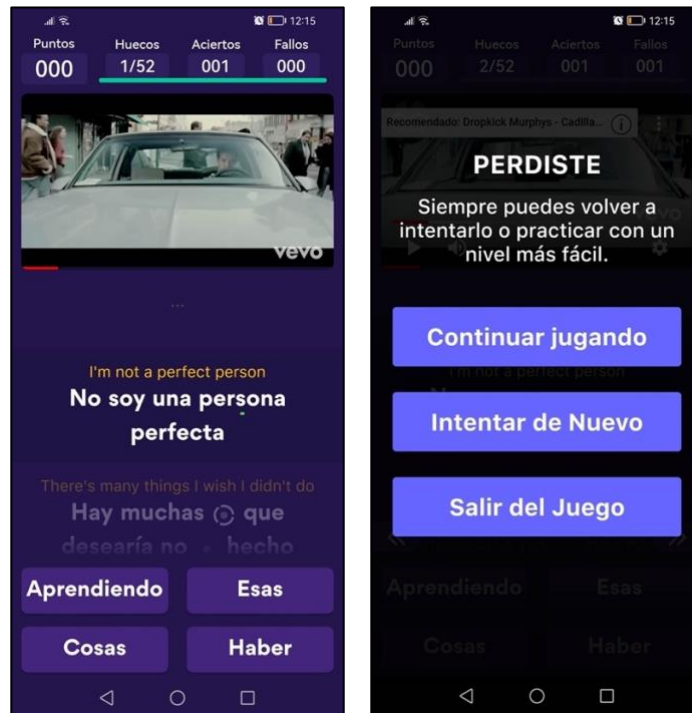 12:15
Puntos Huecos Aciertos Fallos
000 1/52 001 000
vevo
...
I'm not a perfect person
No soy una persona
perfecta
There's many things I wish I didn't do
Hay muchas que
desearía no hecho
Aprendiendo Esas
Cosas Haber
12:15
Puntos Huecos Aciertos Fallos
000 2/52 001 001
Recomendado: Dropkick Murphys - Cadilla...
PERDISTE
Siempre puedes volver a
intentarlo o practicar con un
nivel más fácil.
Continuar jugando
I'm not a perfect person
Intentar de Nuevo
Salir del Juego
Aprendiendo Esas
Cosas Haber